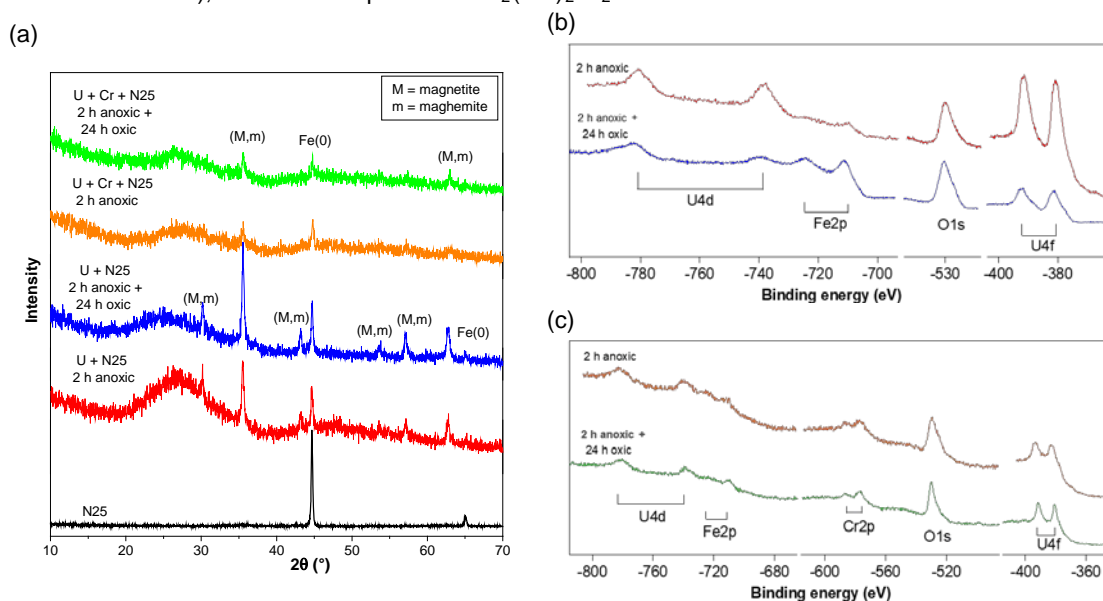 (a)
U + Cr + N25
2 h anoxic +
24 h oxic
M = magnetite
m = maghemite
(M,m)
Fe(0)
(M,m)
U + Cr + N25
2 h anoxic
U + N25
2 h anoxic +
24 h oxic
(M,m)
(M,m)
(M,m)
(M,m)
Fe(0)
U + N25
2 h anoxic
N25
Intensity
10 20 30 40 50 60 70
2θ (°)
(b)
2 h anoxic
2 h anoxic +
24 h oxic
U4d
Fe2p
O1s
U4f
-800 -780 -760 -740 -720 -700 -530 -400 -380
Binding energy (eV)
(c)
2 h anoxic
2 h anoxic +
24 h oxic
U4d
Fe2p
Cr2p
O1s
U4f
-800 -760 -720 -680 -600 -560 -520 -400 -360
Binding energy (eV)